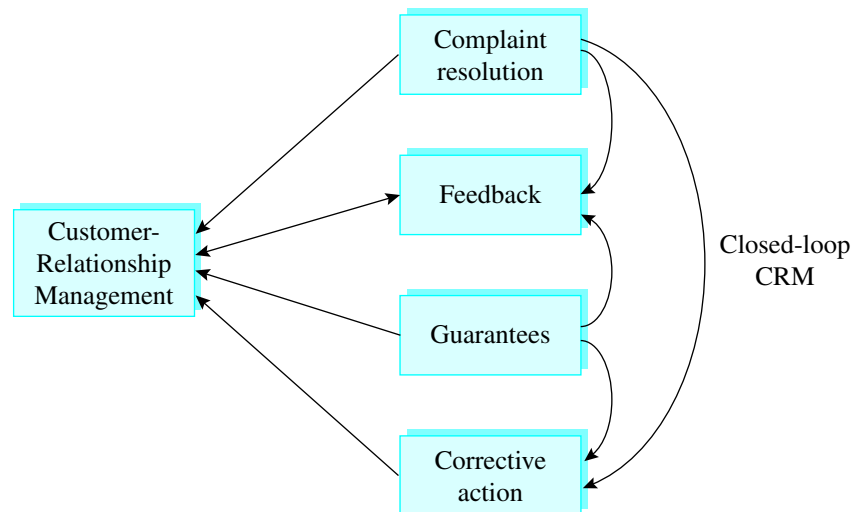 Complaint
resolution
Feedback
Customer-
Relationship
Management
Closed-loop
CRM
Guarantees
Corrective
action